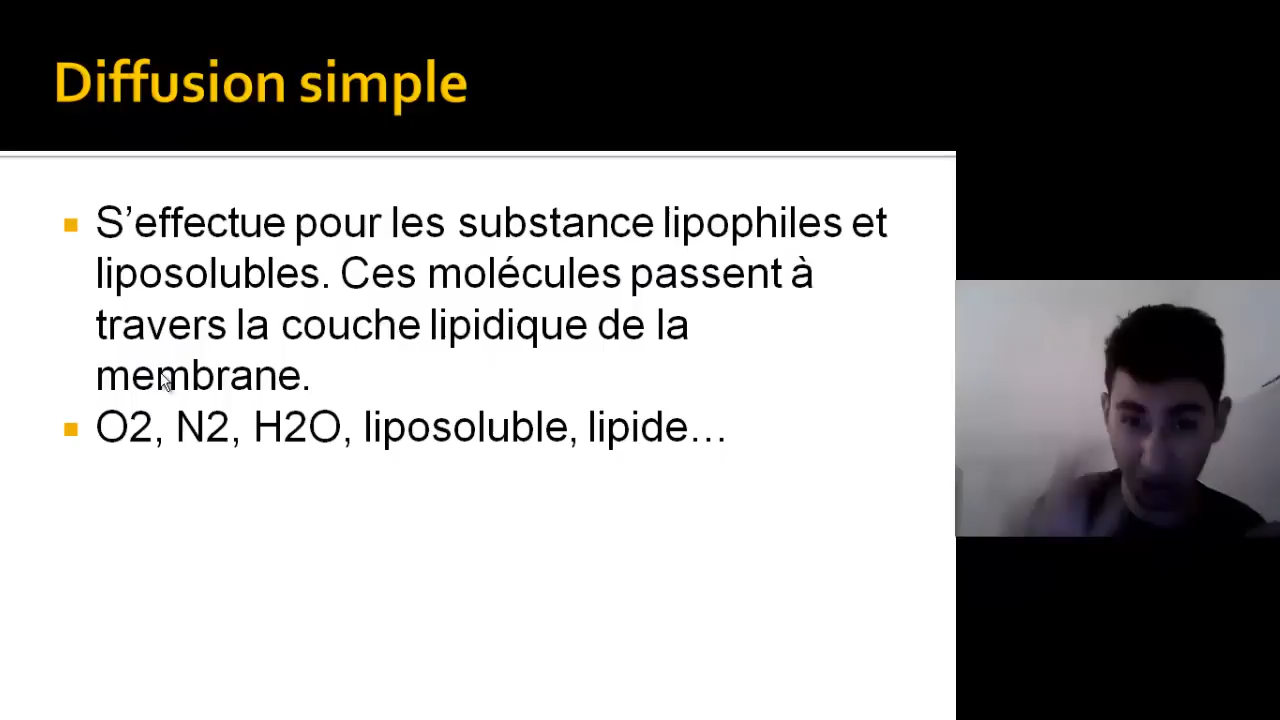 Diffusion simple
S’effectue pour les substance lipophiles et
liposolubles. Ces molécules passent à
travers la couche lipidique de la
membrane.
O2, N2, H2O, liposoluble, lipide…